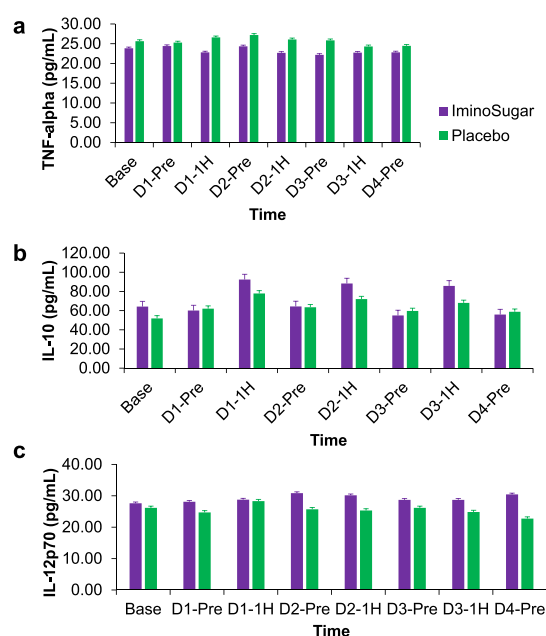 a
TNF-alpha (pg/mL)
30.00
25.00
20.00
15.00
10.00
5.00
0.00
Base D1-Pre D1-1H D2-Pre D2-1H D3-Pre D3-1H D4-Pre
Time
IminoSugar
Placebo
b
IL-10 (pg/mL)
120.00
100.00
80.00
60.00
40.00
20.00
0.00
Base D1-Pre D1-1H D2-Pre D2-1H D3-Pre D3-1H D4-Pre
Time
c
IL-12p70 (pg/mL)
40.00
30.00
20.00
10.00
0.00
Base D1-Pre D1-1H D2-Pre D2-1H D3-Pre D3-1H D4-Pre
Time